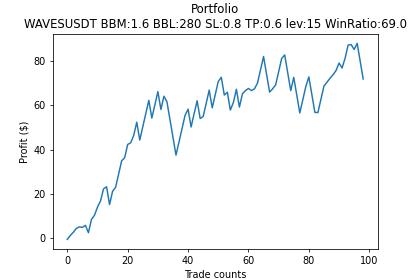 Portfolio
WAVESUSDT BBM:1.6 BBL:280 SL:0.8 TP:0.6 lev:15 WinRatio:69.0
Profit ($)
80
60
40
20
0
0 20 40 60 80 100
Trade counts